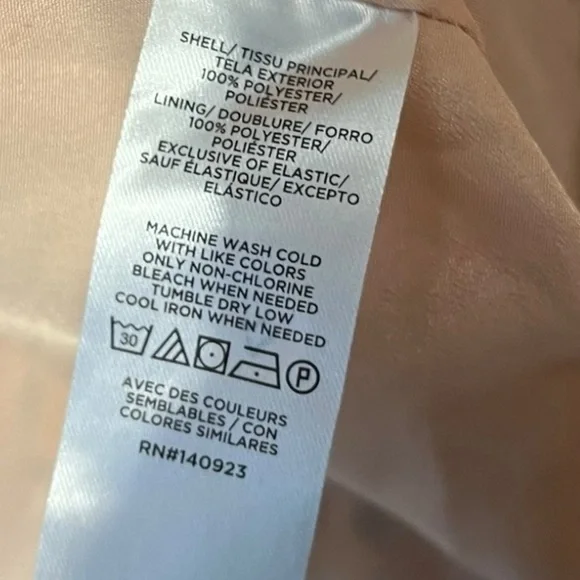 SHELL/ TISSU PRINCIPAL/
TELA EXTERIOR
100% POLYESTER/
POLIÉSTER
LINING/ DOUBLURE/ FORRO
100% POLYESTER/
POLIÉSTER
EXCLUSIVE OF ELASTIC/
SAUF ÉLASTIQUE/ EXCEPTO
ELÁSTICO
MACHINE WASH COLD
WITH LIKE COLORS
ONLY NON-CHLORINE
BLEACH WHEN NEEDED
TUMBLE DRY LOW
COOL IRON WHEN NEEDED
30 P
AVEC DES COULEURS
SEMBLABLES / CON
COLORES SIMILARES
RN#140923